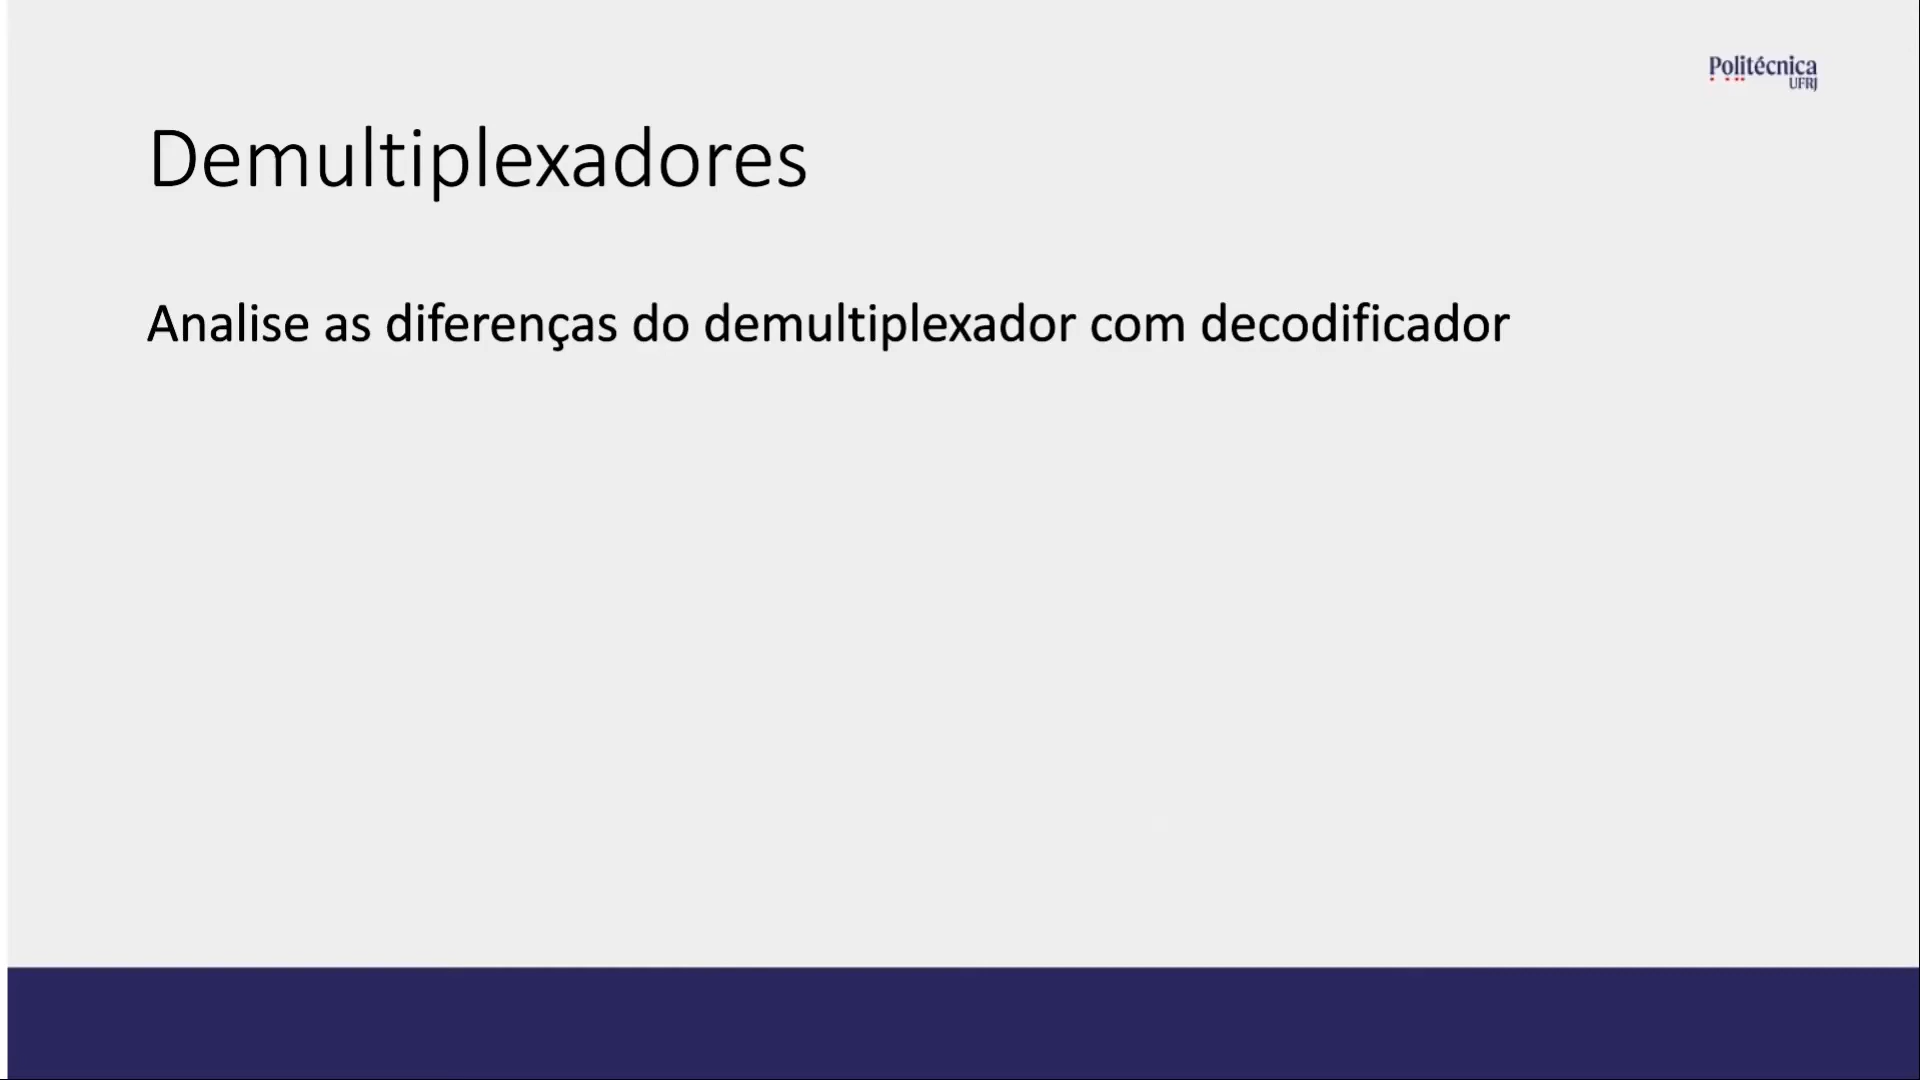 Politécnica
UFRJ
Demultiplexadores
Analise as diferenças do demultiplexador com decodificador